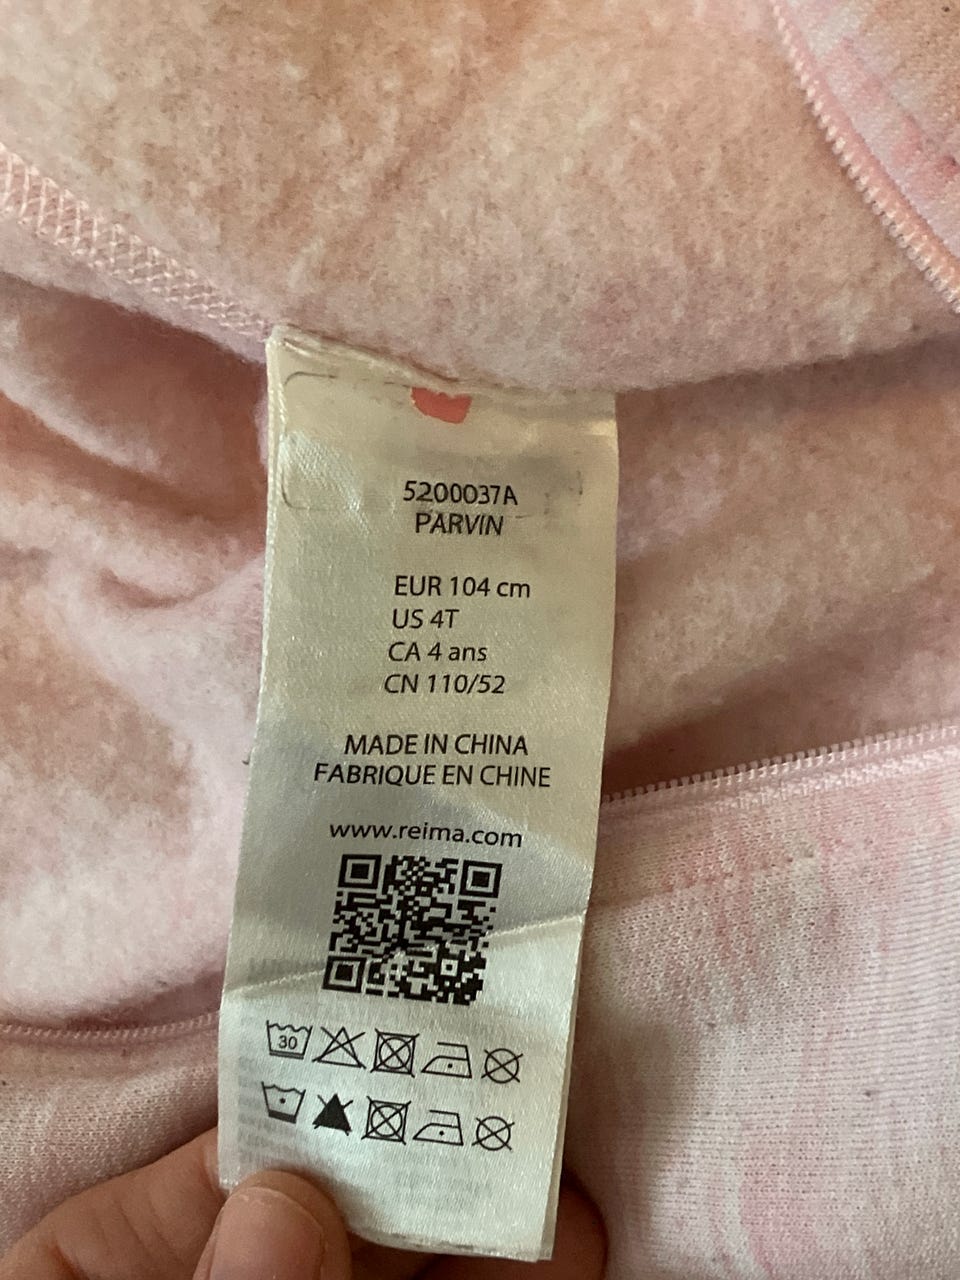 5200037A
PARVIN
EUR 104 cm
US 4T
CA 4 ans
CN 110/52
MADE IN CHINA
FABRIQUE EN CHINE
www.reima.com
30